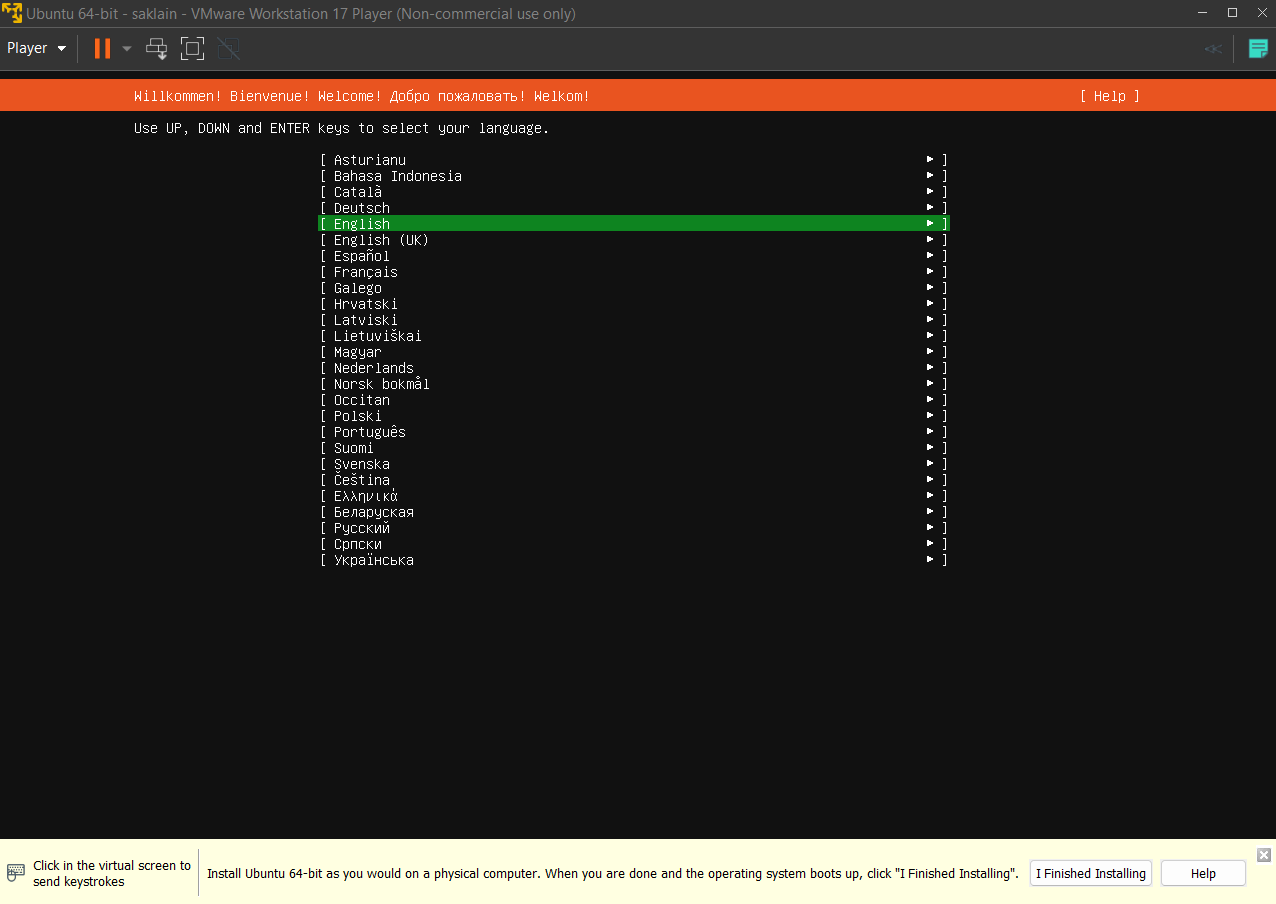 Ubuntu 64-bit - saklain - VMware Workstation 17 Player (Non-commercial use only)
Player
Willkommen! Bienvenue! Welcome! Добро пожаловать! Welkom! [ Help ]
Use UP, DOWN and ENTER keys to select your language.
[ Asturianu ► ]
[ Bahasa Indonesia ► ]
[ Català ► ]
[ Deutsch ► ]
[ English ► ]
[ English (UK) ► ]
[ Español ► ]
[ Français ► ]
[ Galego ► ]
[ Hrvatski ► ]
[ Latviski ► ]
[ Lietuviškai ► ]
[ Magyar ► ]
[ Nederlands ► ]
[ Norsk bokmål ► ]
[ Occitan ► ]
[ Polski ► ]
[ Português ► ]
[ Suomi ► ]
[ Svenska ► ]
[ Čeština ► ]
[ Ελληνικά ► ]
[ Беларуская ► ]
[ Русский ► ]
[ Српски ► ]
[ Українська ► ]
Click in the virtual screen to
send keystrokes
Install Ubuntu 64-bit as you would on a physical computer. When you are done and the operating system boots up, click "I Finished Installing".
I Finished Installing
Help